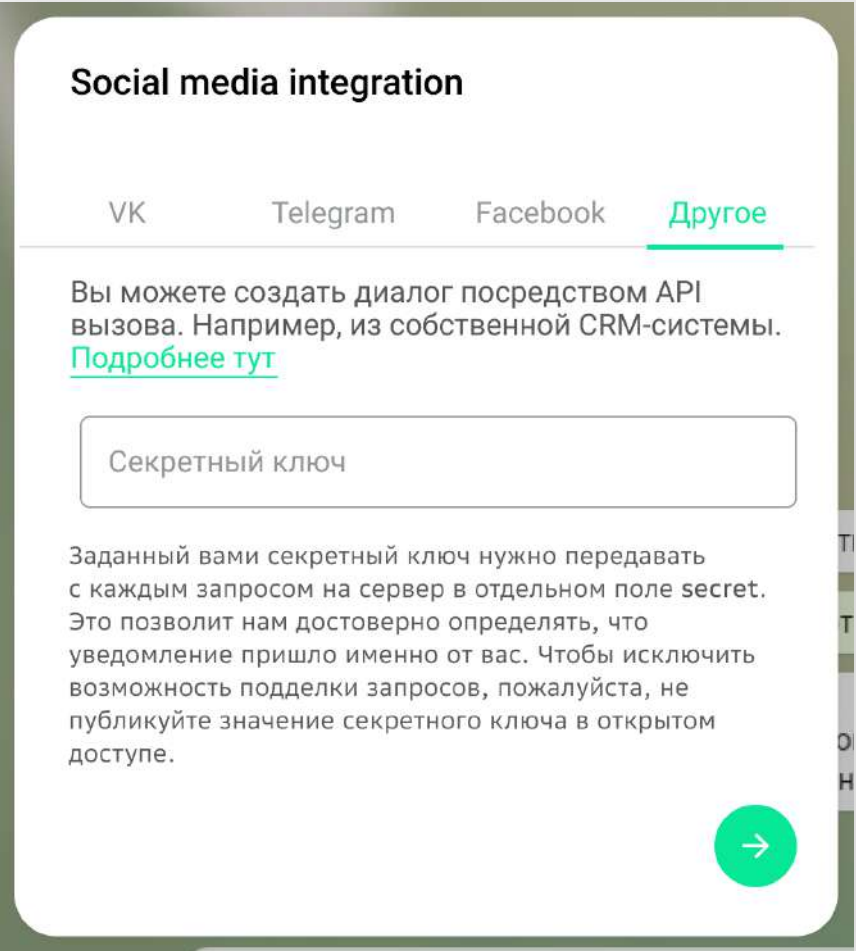 Social media integration
VK Telegram Facebook Другое
Вы можете создать диалог посредством API
вызова. Например, из собственной CRM-системы.
Подробнее тут
Секретный ключ
Заданный вами секретный ключ нужно передавать
с каждым запросом на сервер в отдельном поле secret.
Это позволит нам достоверно определять, что
уведомление пришло именно от вас. Чтобы исключить
возможность подделки запросов, пожалуйста, не
публикуйте значение секретного ключа в открытом
доступе.